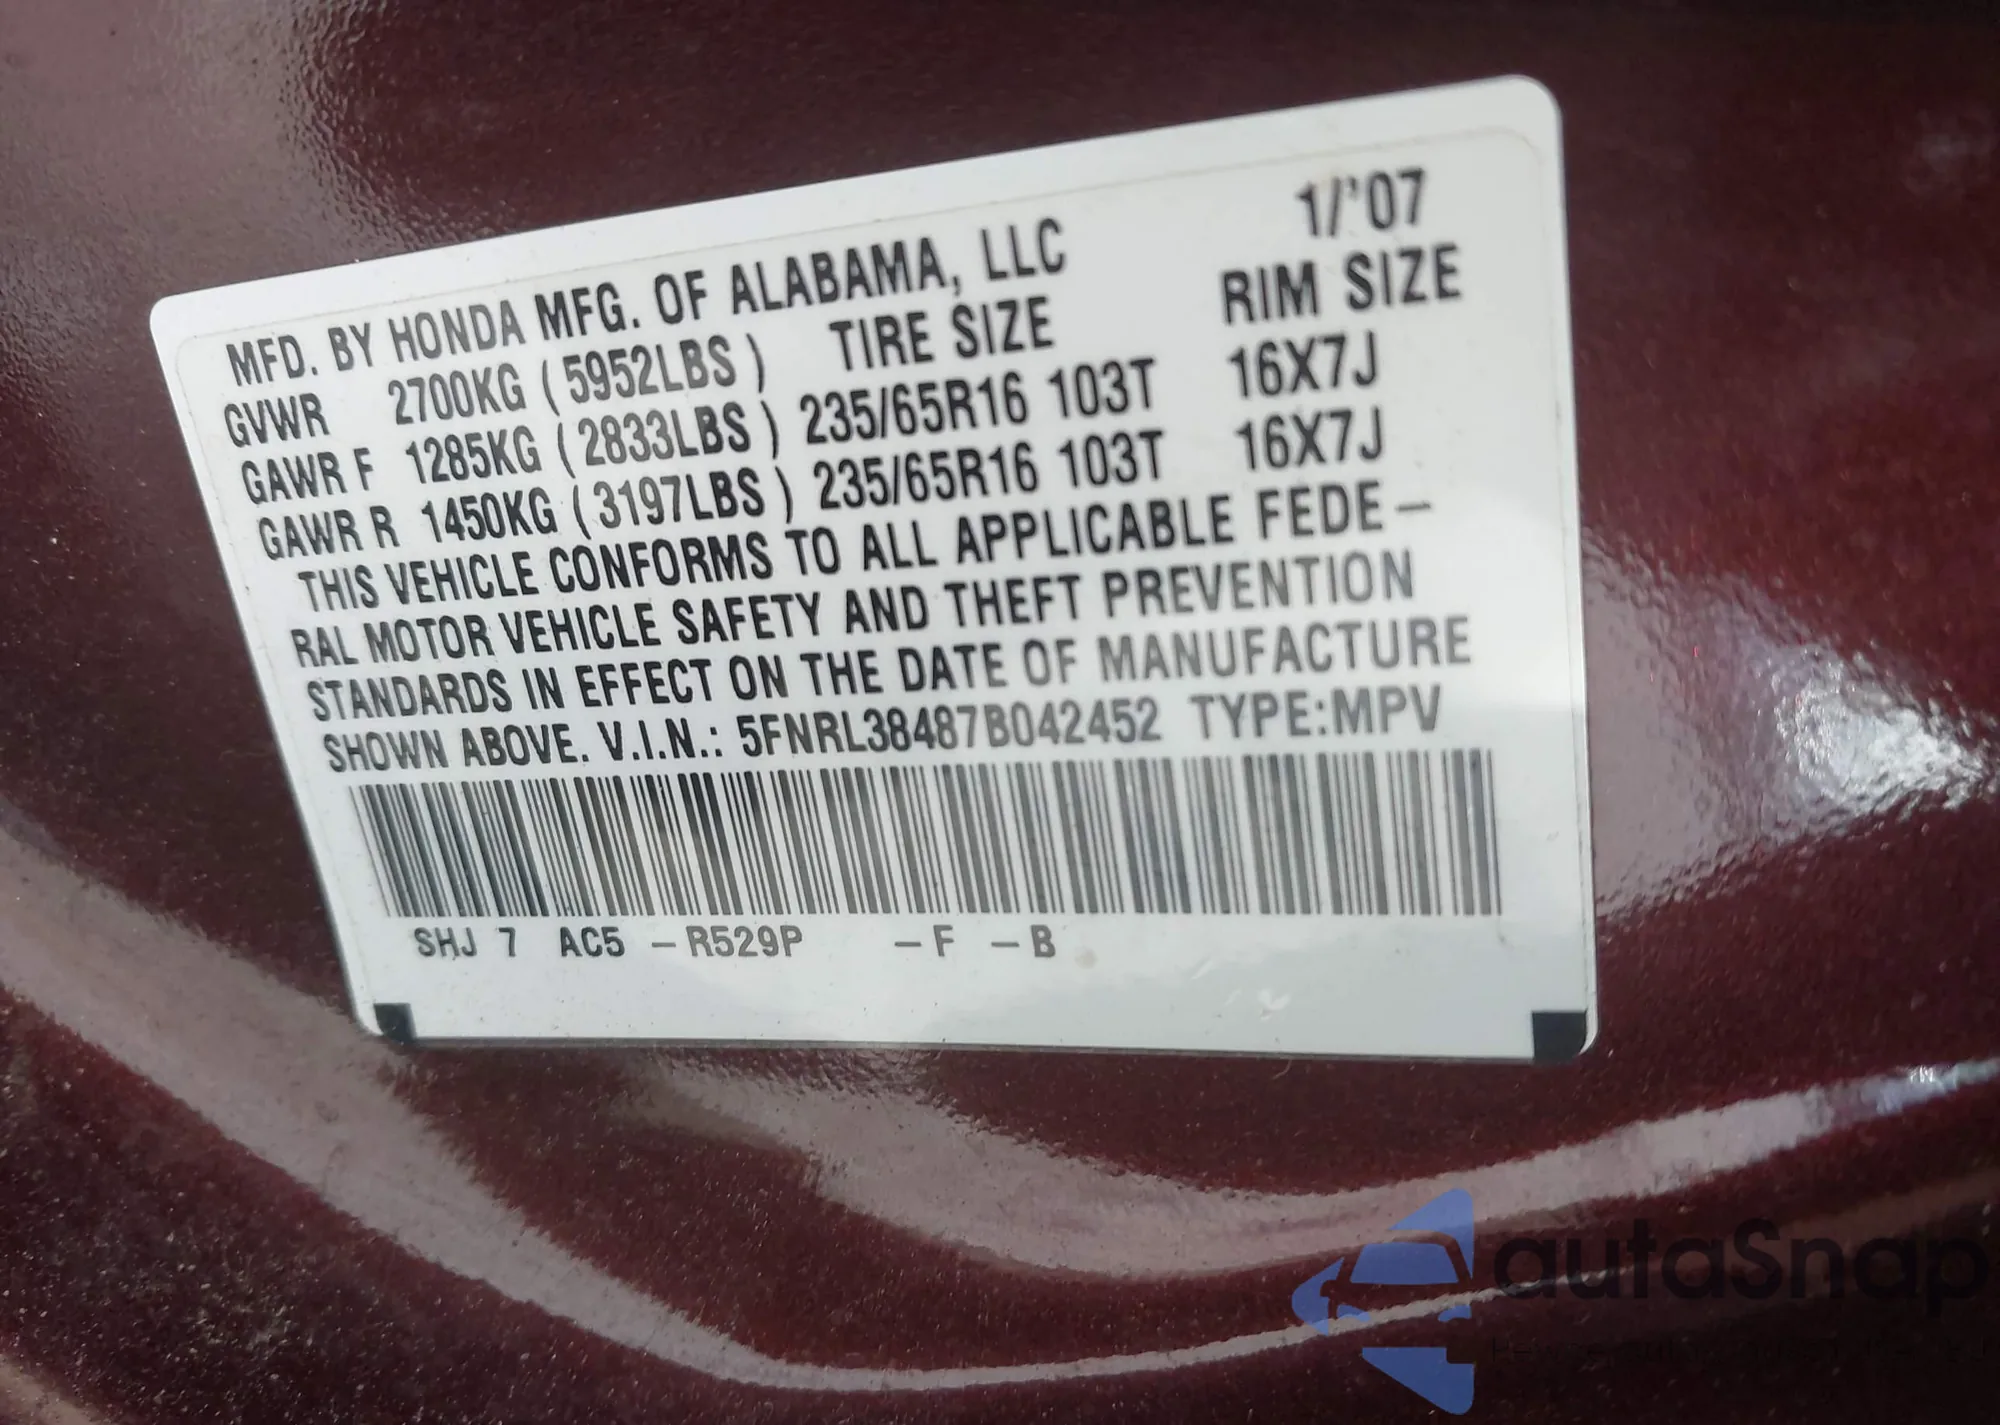 MFD. BY HONDA MFG. OF ALABAMA, LLC 1/'07
GVWR 2700KG (5952LBS) TIRE SIZE RIM SIZE
GAWR F 1285KG (2833LBS) 235/65R16 103T 16X7J
GAWR R 1450KG (3197LBS) 235/65R16 103T 16X7J
THIS VEHICLE CONFORMS TO ALL APPLICABLE FEDE-
RAL MOTOR VEHICLE SAFETY AND THEFT PREVENTION
STANDARDS IN EFFECT ON THE DATE OF MANUFACTURE
SHOWN ABOVE. V.I.N.: 5FNRL38487B042452 TYPE:MPV
SHJ 7 AC5 -R529P -F -B
autaSnap